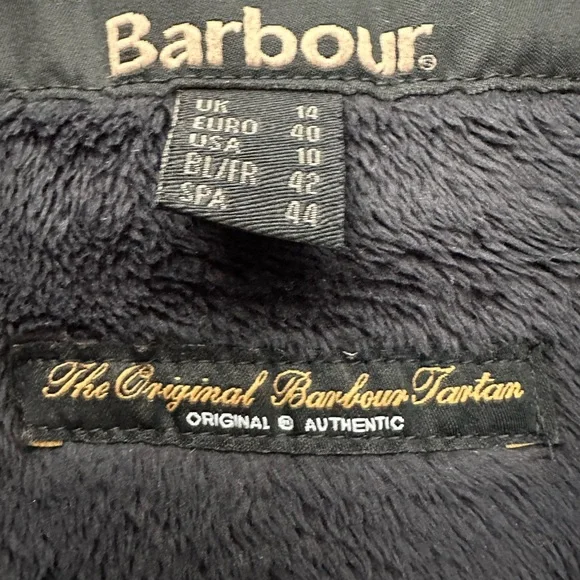 Barbour®
UK 14
EURO 40
USA 10
BL/FR 42
SPA 44
The Original Barbour Tartan
ORIGINAL ® AUTHENTIC